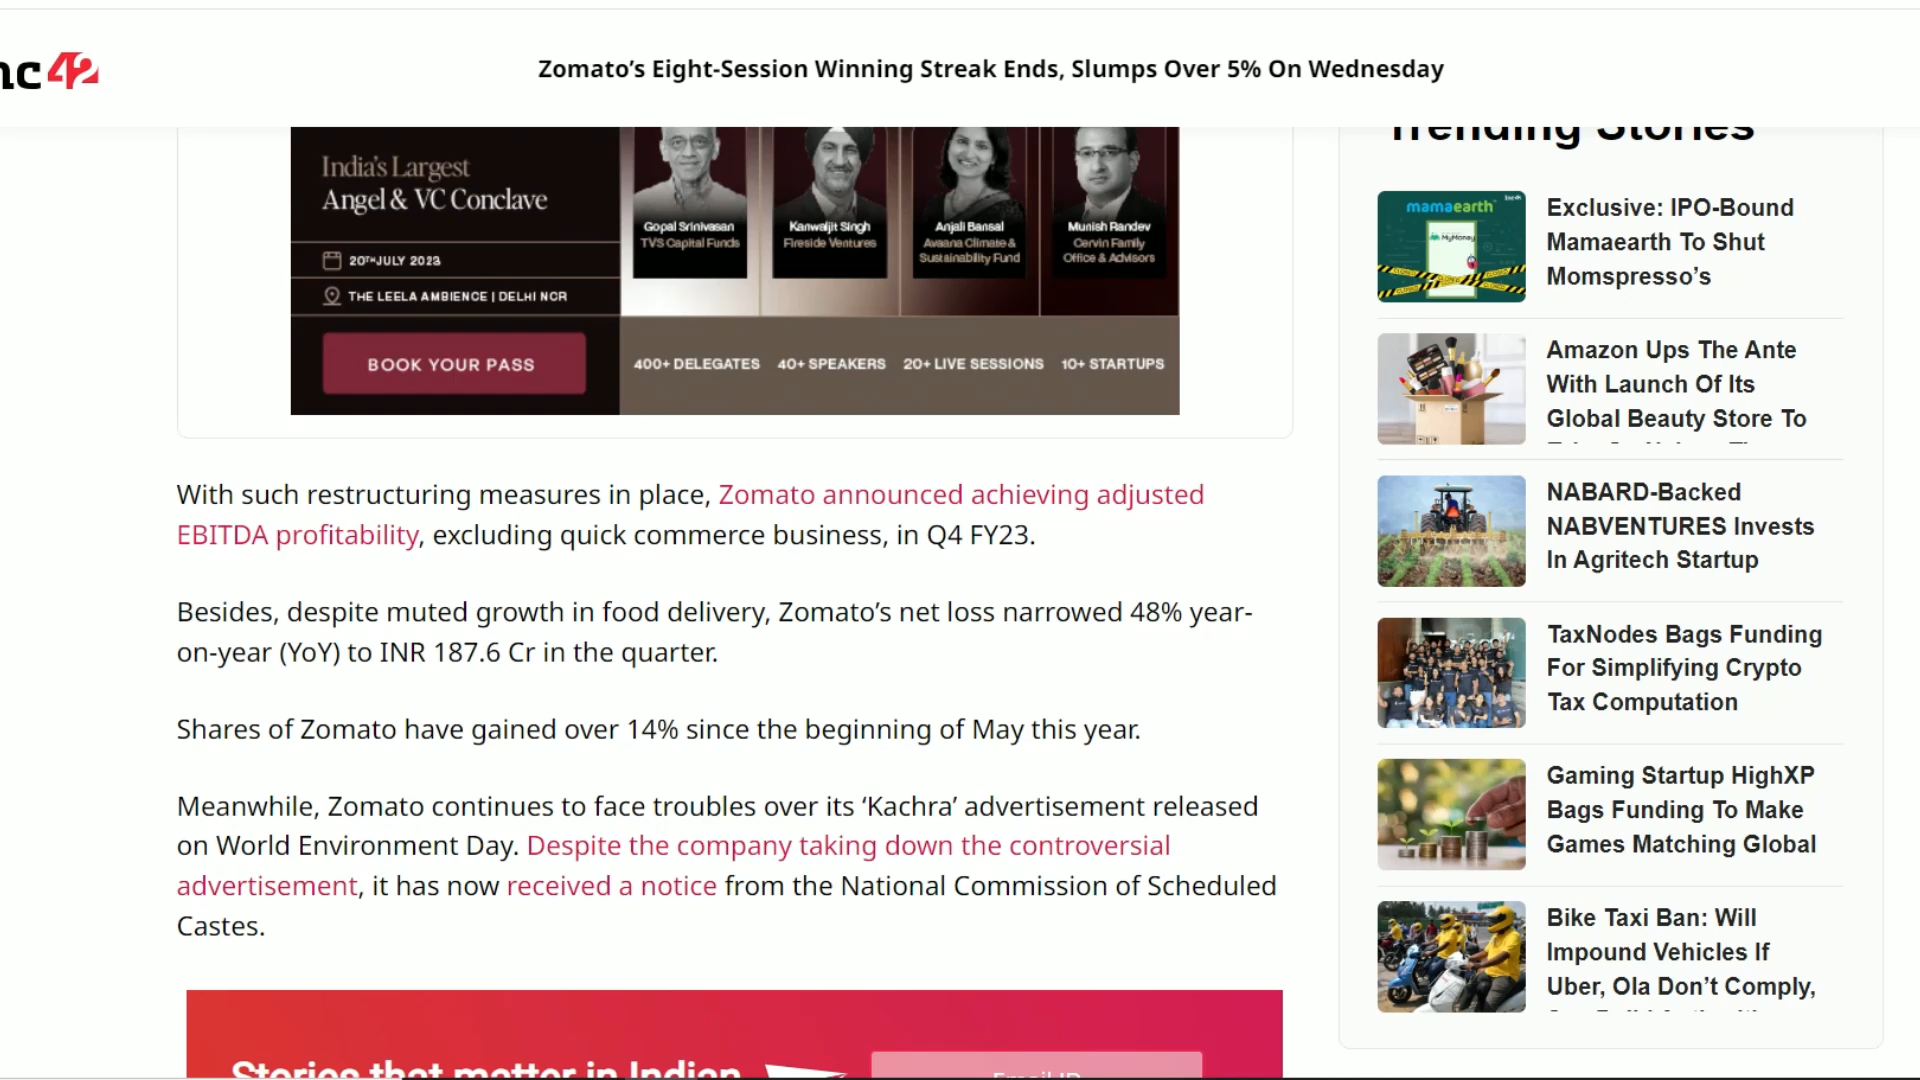 nc42
Zomato’s Eight-Session Winning Streak Ends, Slumps Over 5% On Wednesday
India's Largest
Angel & VC Conclave
20TH JULY 2023
THE LEELA AMBIENCE | DELHI NCR
BOOK YOUR PASS
Gopal Srinivasan
TVS Capital Funds
Kanwaljit Singh
Fireside Ventures
Anjali Bansal
Avaana Climate &
Sustainability Fund
Munish Randev
Cervin Family
Office & Advisors
400+ DELEGATES 40+ SPEAKERS 20+ LIVE SESSIONS 10+ STARTUPS
With such restructuring measures in place, Zomato announced achieving adjusted
EBITDA profitability, excluding quick commerce business, in Q4 FY23.
Besides, despite muted growth in food delivery, Zomato’s net loss narrowed 48% year-
on-year (YoY) to INR 187.6 Cr in the quarter.
Shares of Zomato have gained over 14% since the beginning of May this year.
Meanwhile, Zomato continues to face troubles over its ‘Kachra’ advertisement released
on World Environment Day. Despite the company taking down the controversial
advertisement, it has now received a notice from the National Commission of Scheduled
Castes.
Stories that matter in Indian
Email ID
Trending Stories
mamaearth
MyMoney
Exclusive: IPO-Bound
Mamaearth To Shut
Momspresso’s
Amazon Ups The Ante
With Launch Of Its
Global Beauty Store To
NABARD-Backed
NABVENTURES Invests
In Agritech Startup
TaxNodes Bags Funding
For Simplifying Crypto
Tax Computation
Gaming Startup HighXP
Bags Funding To Make
Games Matching Global
Bike Taxi Ban: Will
Impound Vehicles If
Uber, Ola Don’t Comply,